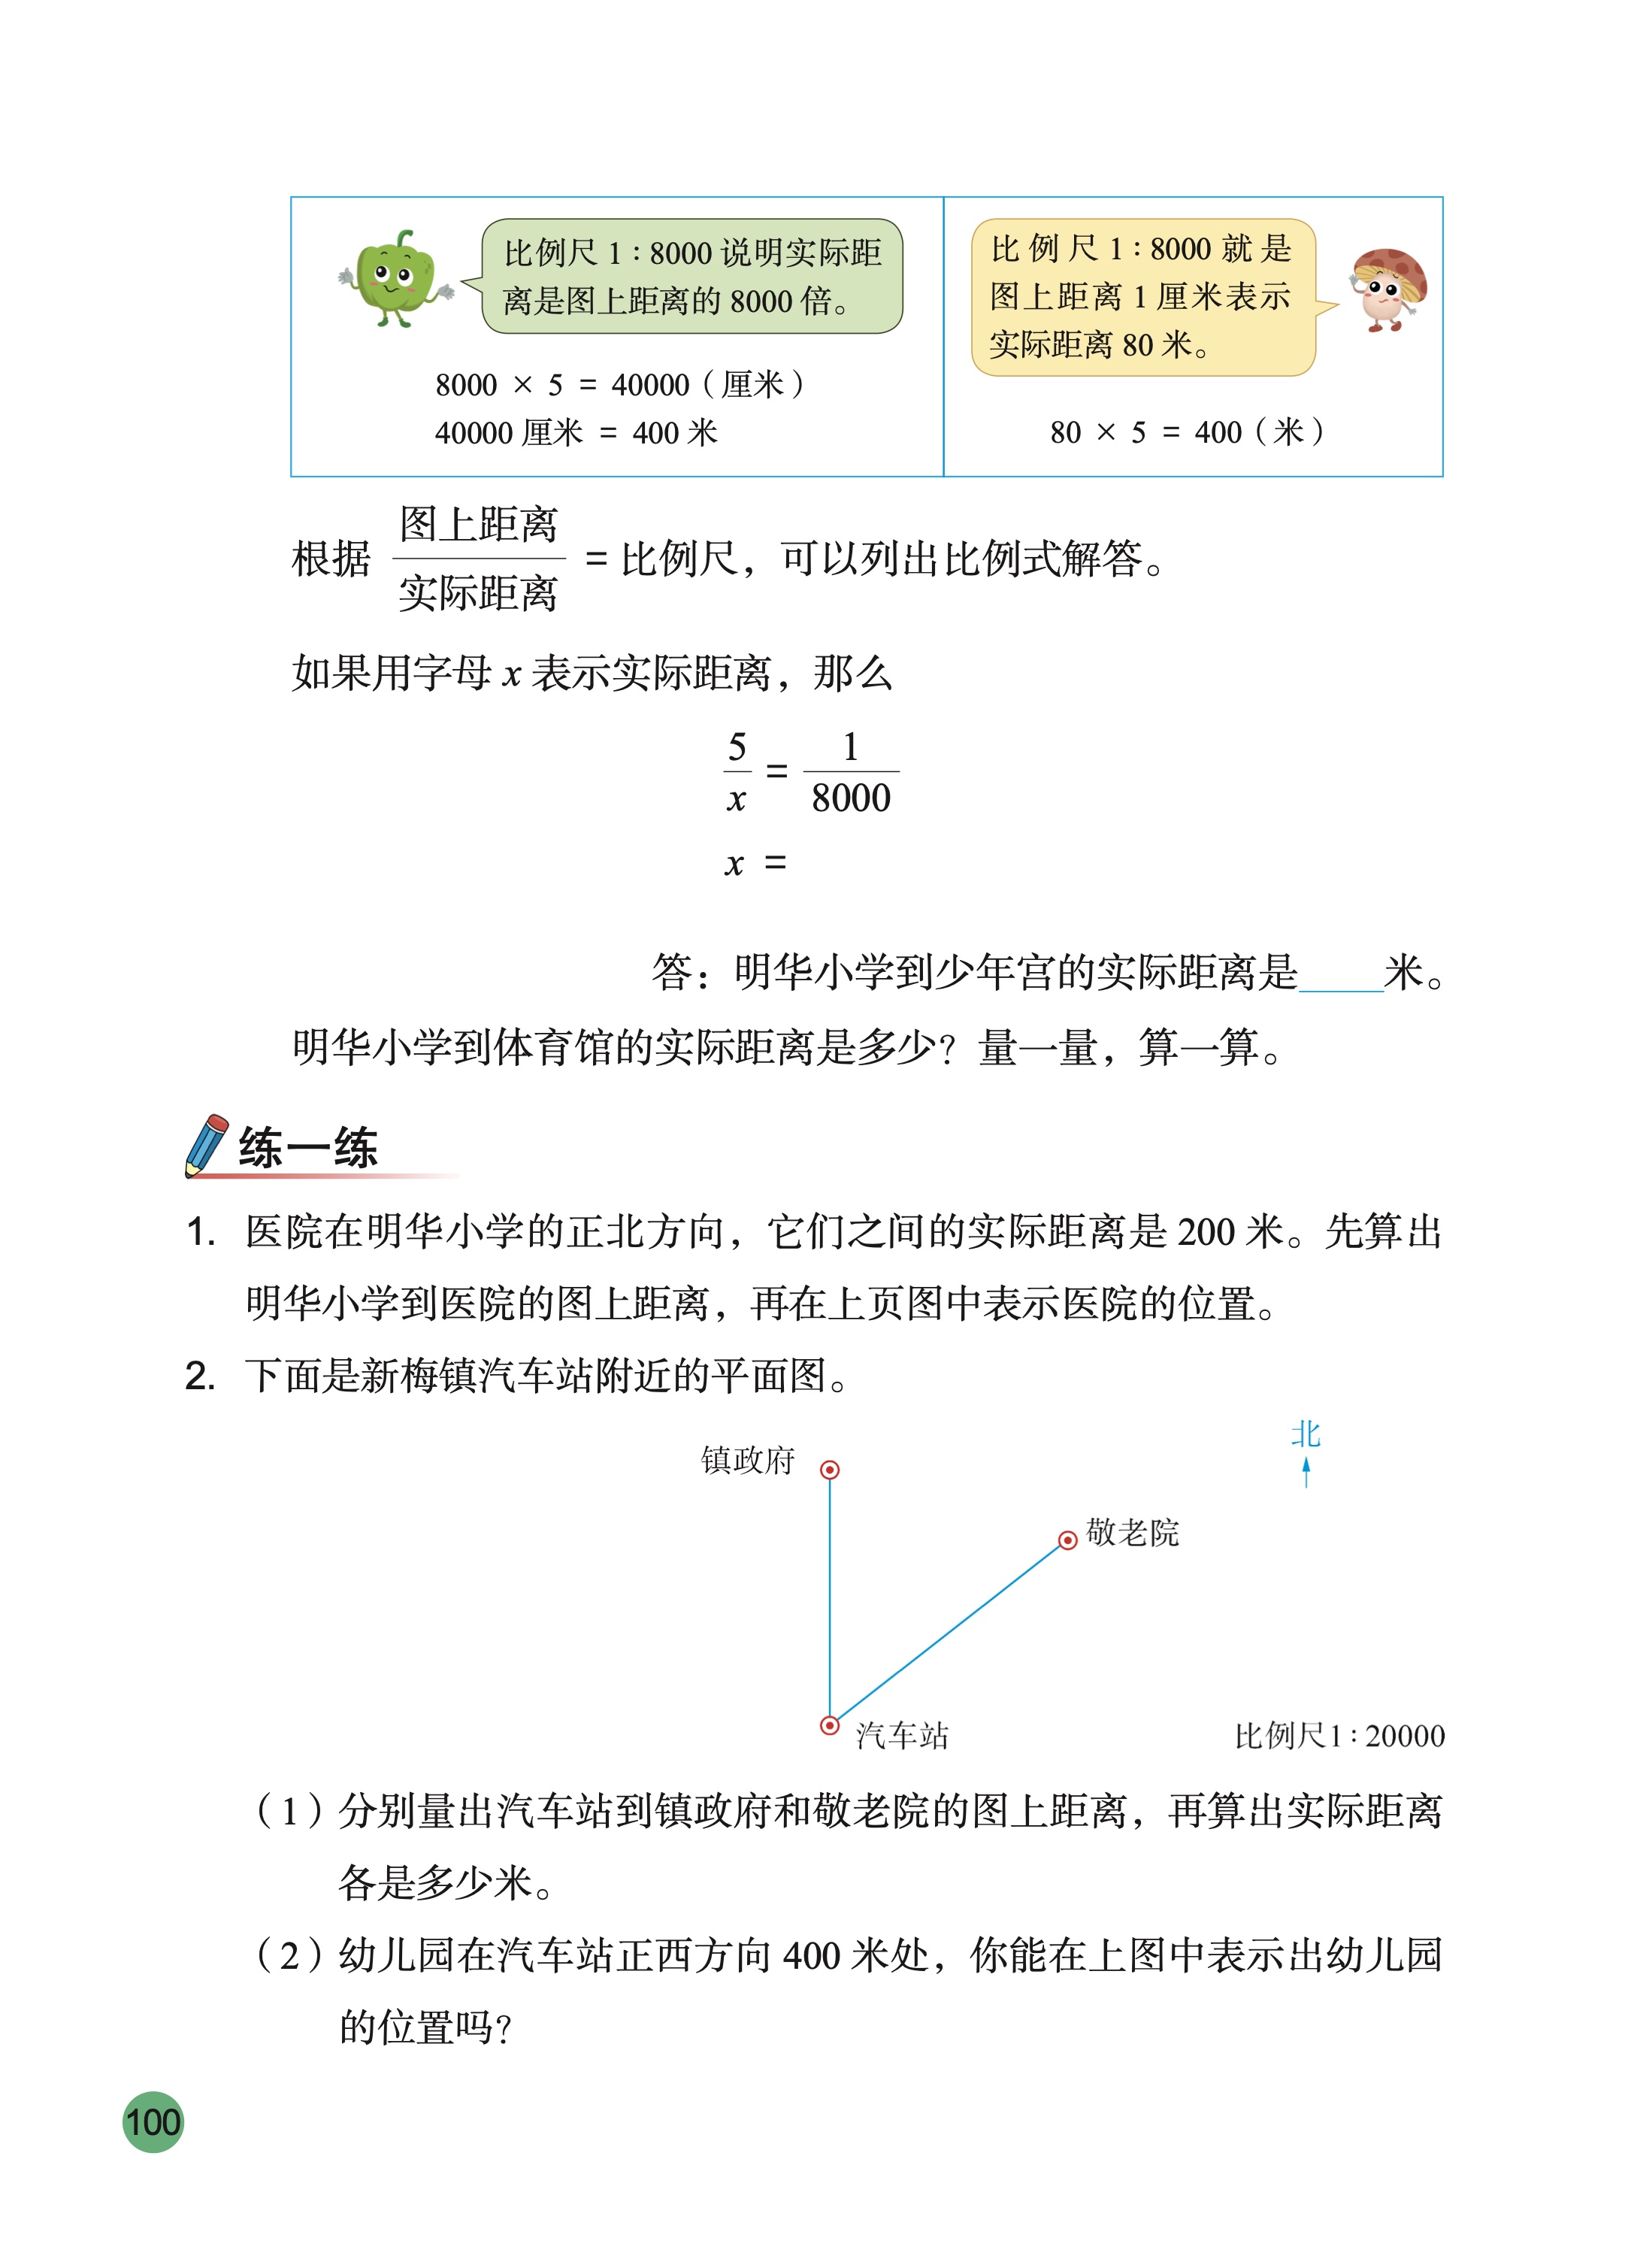 比例尺 1 : 8000 说明实际距
离是图上距离的 8000 倍。
8000 × 5 = 40000（厘米）
40000 厘米 = 400 米
比例尺 1 : 8000 就是
图上距离 1 厘米表示
实际距离 80 米。
80 × 5 = 400（米）
根据 图上距离/实际距离 = 比例尺，可以列出比例式解答。
如果用字母 x 表示实际距离，那么
5/x = 1/8000
x =
答：明华小学到少年宫的实际距离是____米。
明华小学到体育馆的实际距离是多少？量一量，算一算。
练一练
1. 医院在明华小学的正北方向，它们之间的实际距离是 200 米。先算出
明华小学到医院的图上距离，再在上页图中表示医院的位置。
2. 下面是新梅镇汽车站附近的平面图。
北
镇政府
敬老院
汽车站
比例尺1 : 20000
（1）分别量出汽车站到镇政府和敬老院的图上距离，再算出实际距离
各是多少米。
（2）幼儿园在汽车站正西方向 400 米处，你能在上图中表示出幼儿园
的位置吗？
100